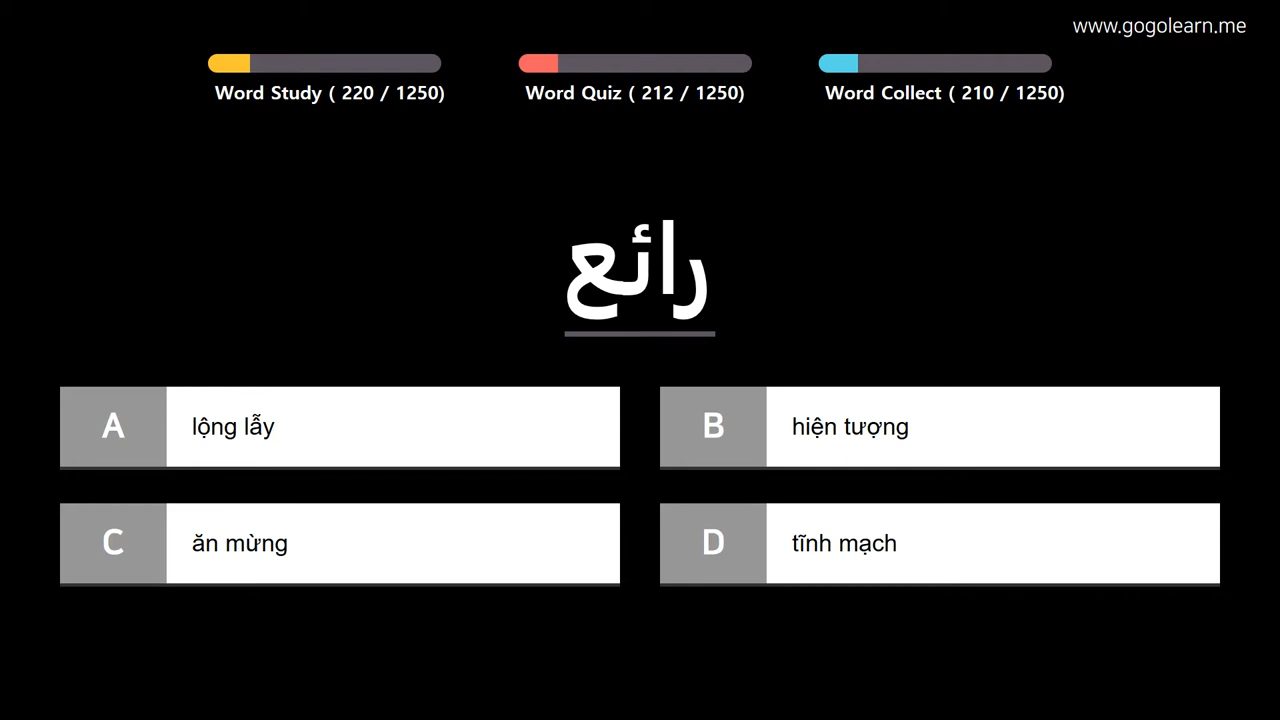 www.gogolearn.me
Word Study ( 220 / 1250)
Word Quiz ( 212 / 1250)
Word Collect ( 210 / 1250)
رائع
A lộng lẫy
B hiện tượng
C ăn mừng
D tĩnh mạch